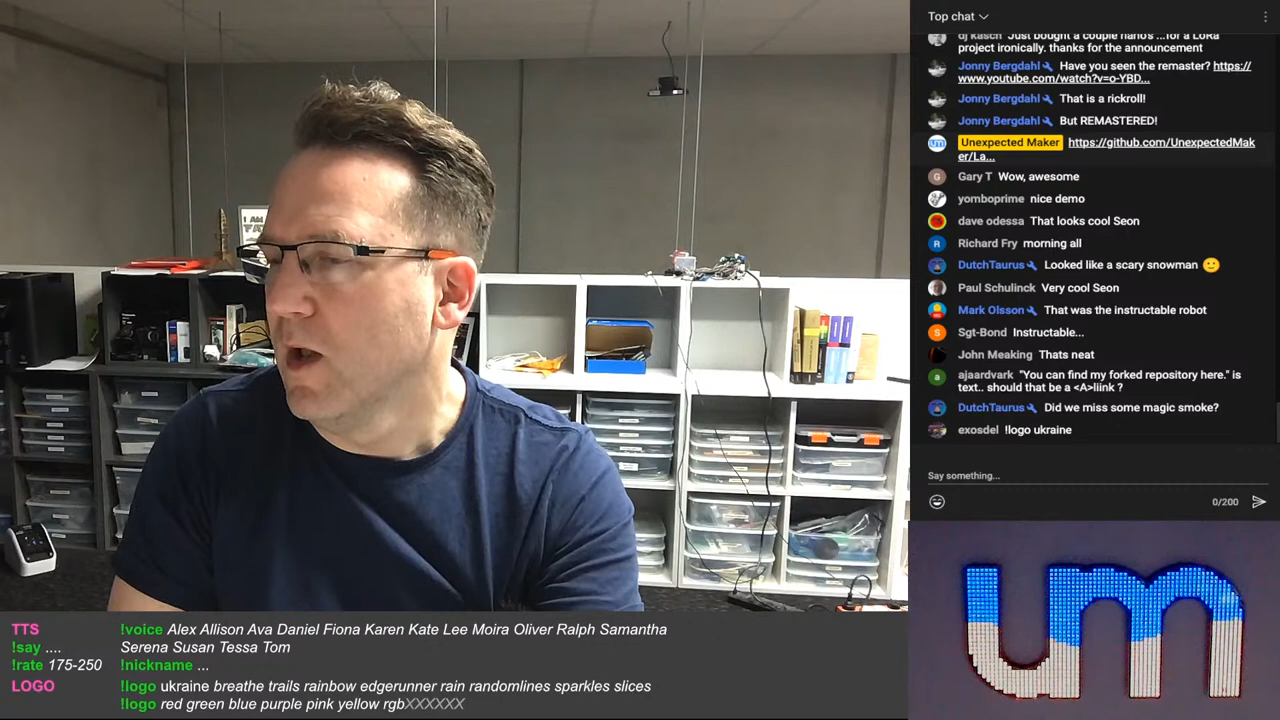 Top chat
dj kasch Just bought a couple nano's ...for a LoRa
project ironically. thanks for the announcement
Jonny Bergdahl Have you seen the remaster? https://
www.youtube.com/watch?v=o-YBD...
Jonny Bergdahl That is a rickroll!
Jonny Bergdahl But REMASTERED!
um Unexpected Maker https://github.com/UnexpectedMak
er/La...
G Gary T Wow, awesome
yomboprime nice demo
dave odessa That looks cool Seon
R Richard Fry morning all
DutchTaurus Looked like a scary snowman
Paul Schulinck Very cool Seon
Mark Olsson That was the instructable robot
S Sgt-Bond Instructable...
John Meaking Thats neat
a ajaardvark "You can find my forked repository here." is
text.. should that be a <A>liink ?
DutchTaurus Did we miss some magic smoke?
exosdel !logo ukraine
Say something...
0/200
I AM
um
TTS !voice Alex Allison Ava Daniel Fiona Karen Kate Lee Moira Oliver Ralph Samantha
!say .... Serena Susan Tessa Tom
!rate 175-250 !nickname ...
LOGO !logo ukraine breathe trails rainbow edgerunner rain randomlines sparkles slices
!logo red green blue purple pink yellow rgbXXXXXX